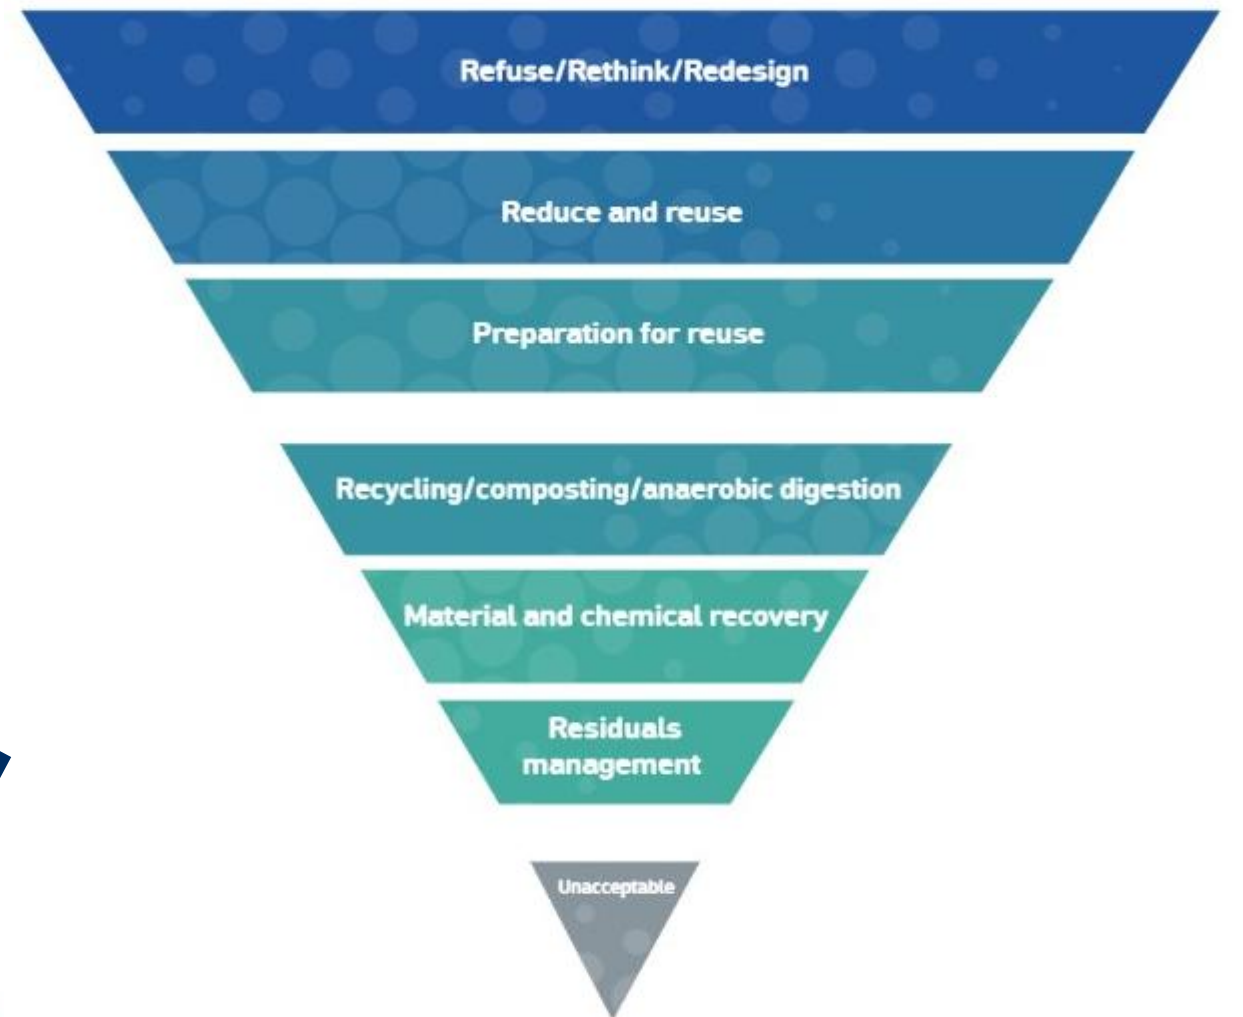 Refuse/Rethink/Redesign
Reduce and reuse
Preparation for reuse
Recycling/composting/anaerobic digestion
Material and chemical recovery
Residuals
management
Unacceptable